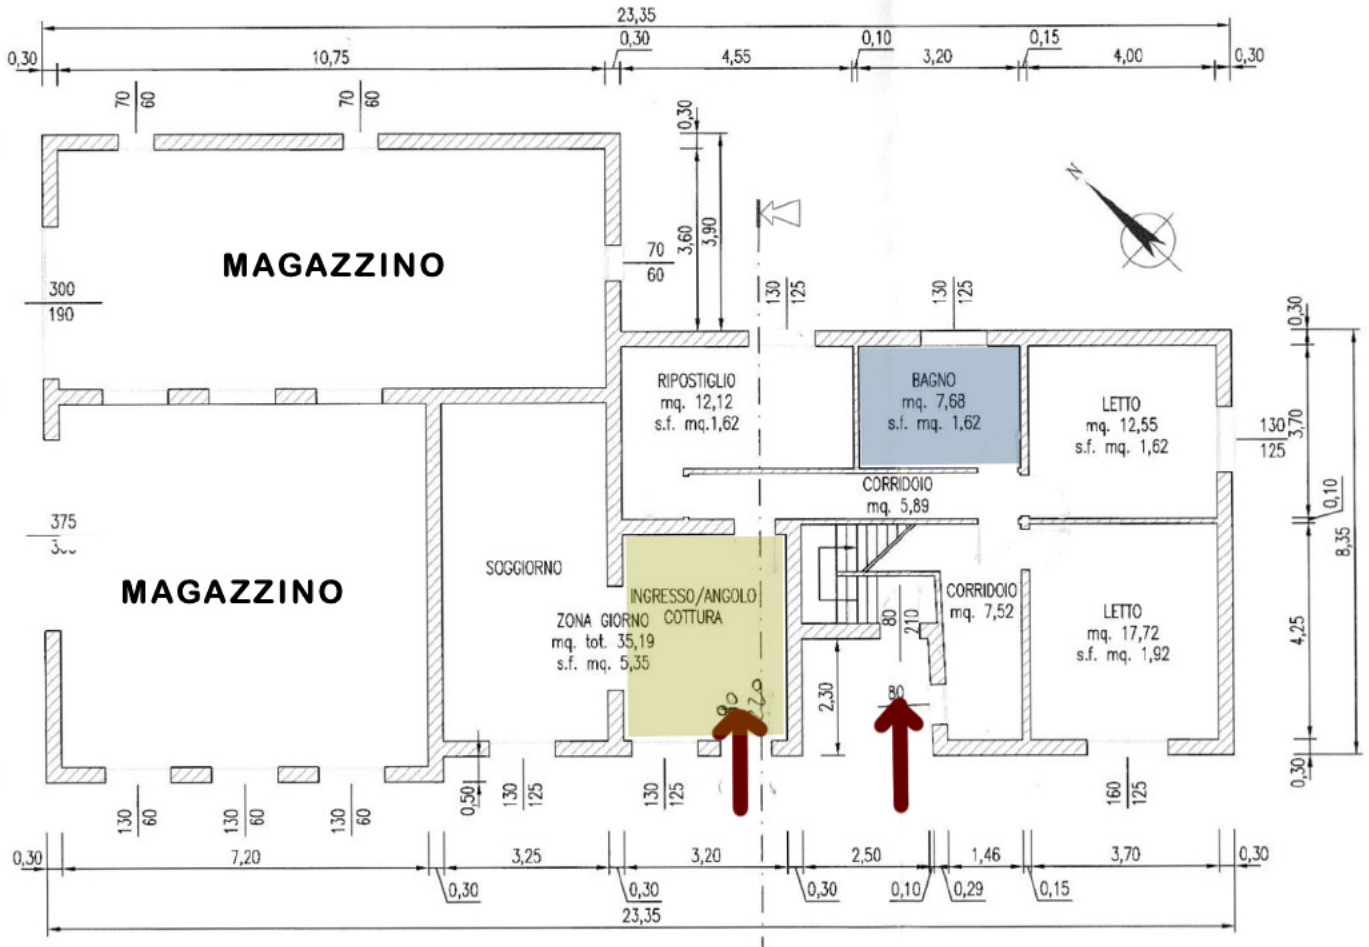 23,35
0,30
10,75
0,30
4,55
0,10
3,20
0,15
4,00
0,30
70
60
70
60
0,30
3,60
3,90
N
MAGAZZINO
70
60
300
190
130
125
130
125
0,30
RIPOSTIGLIO
mq. 12,12
s.f. mq.1,62
BAGNO
mq. 7,68
s.f. mq. 1,62
LETTO
mq. 12,55
s.f. mq. 1,62
130
125
3,70
CORRIDOIO
mq. 5,89
0,10
8,35
375
MAGAZZINO
SOGGIORNO
INGRESSO/ANGOLO
COTTURA
ZONA GIORNO
mq. tot. 35,19
s.f. mq. 5,35
80
210
CORRIDOIO
mq. 7,52
LETTO
mq. 17,72
s.f. mq. 1,92
4,25
2,30
80
90
220
0,50
0,30
130
60
130
60
130
60
130
125
130
125
160
125
0,30
7,20
3,25
3,20
2,50
1,46
3,70
0,30
0,30
0,30
0,30
0,10
0,29
0,15
23,35